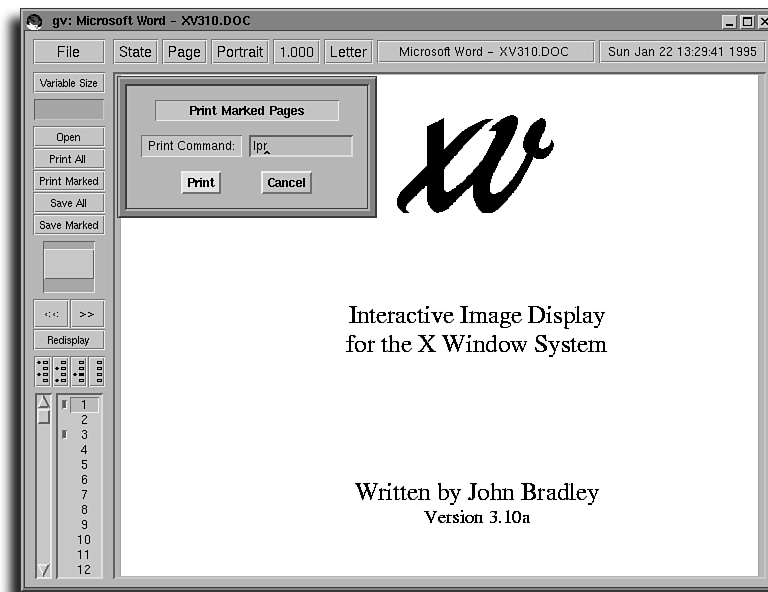 gv: Microsoft Word - XV310.DOC
File State Page Portrait 1.000 Letter Microsoft Word - XV310.DOC Sun Jan 22 13:29:41 1995
Variable Size
Open
Print All
Print Marked
Save All
Save Marked
<< >>
Redisplay
1
2
3
4
5
6
7
8
9
10
11
12
Print Marked Pages
Print Command: lpr
Print Cancel
xv
Interactive Image Display
for the X Window System
Written by John Bradley
Version 3.10a